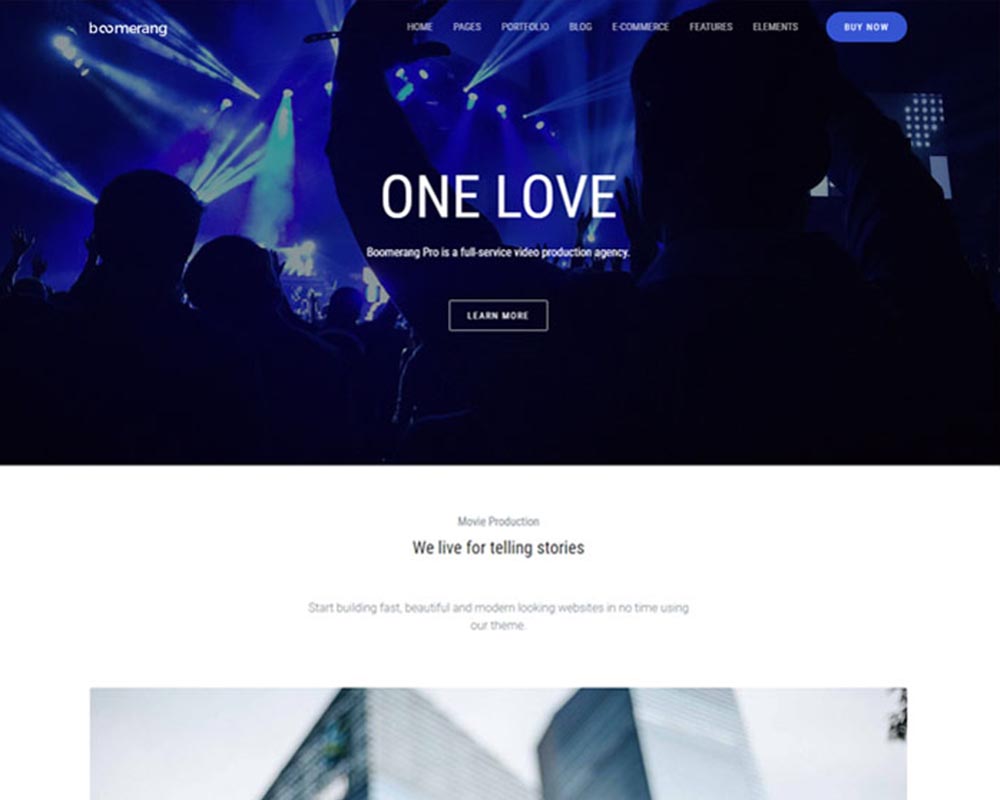 boomerang
HOME PAGES PORTFOLIO BLOG E-COMMERCE FEATURES ELEMENTS BUY NOW
ONE LOVE
Boomerang Pro is a full-service video production agency.
LEARN MORE
Movie Production
We live for telling stories
Start building fast, beautiful and modern looking websites in no time using
our theme.